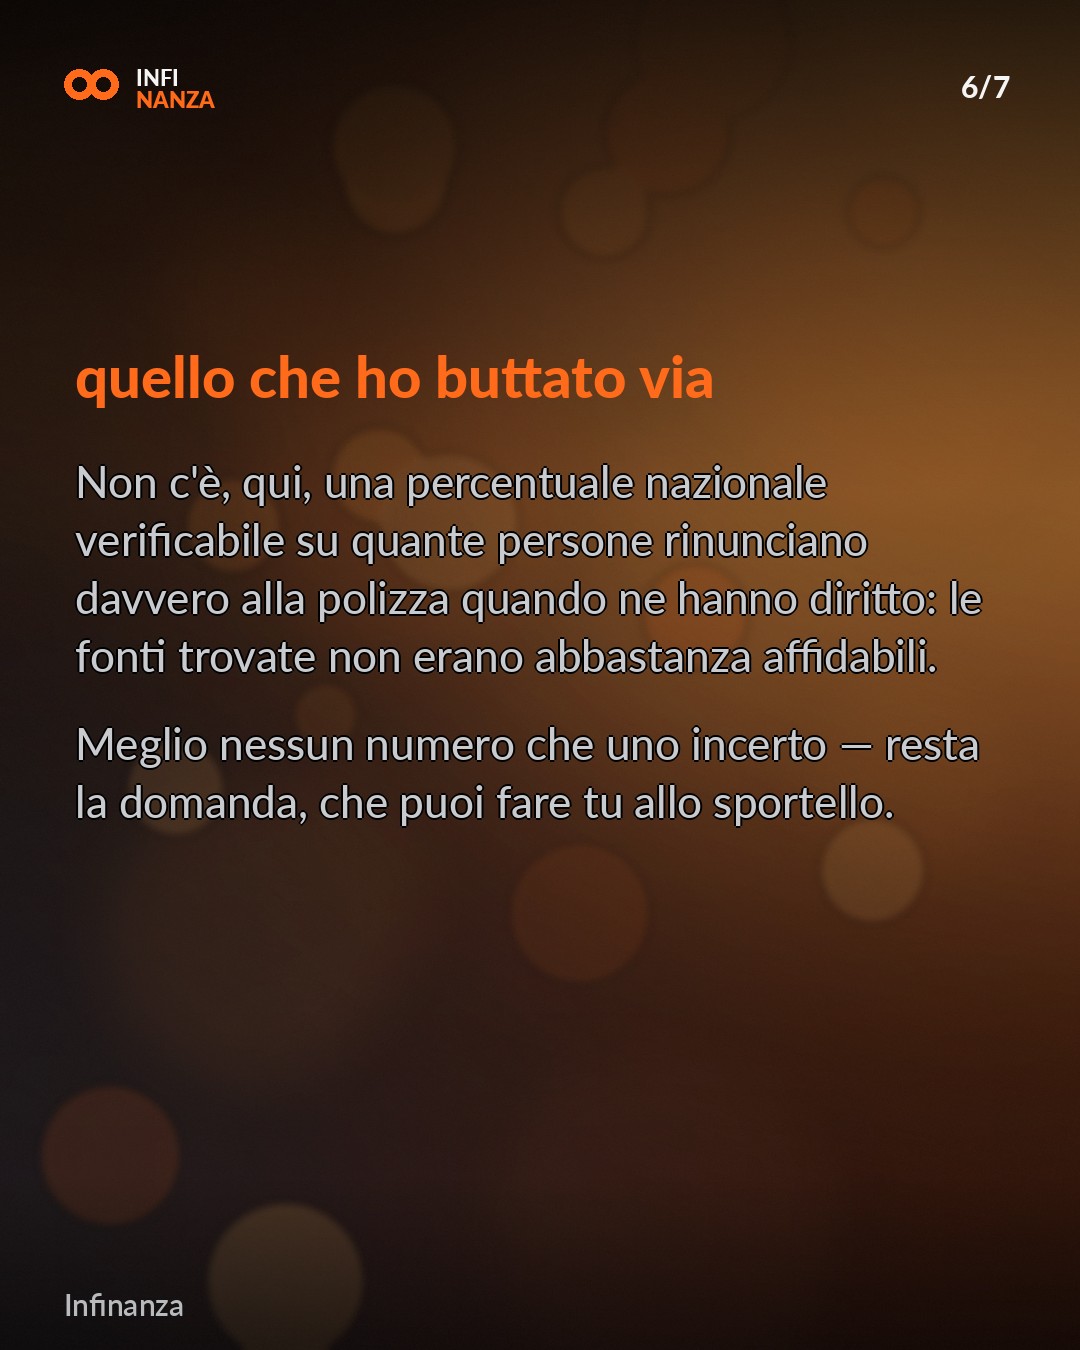 INFI
NANZA
6/7
quello che ho buttato via
Non c'è, qui, una percentuale nazionale
verificabile su quante persone rinunciano
davvero alla polizza quando ne hanno diritto: le
fonti trovate non erano abbastanza affidabili.
Meglio nessun numero che uno incerto — resta
la domanda, che puoi fare tu allo sportello.
Infinanza